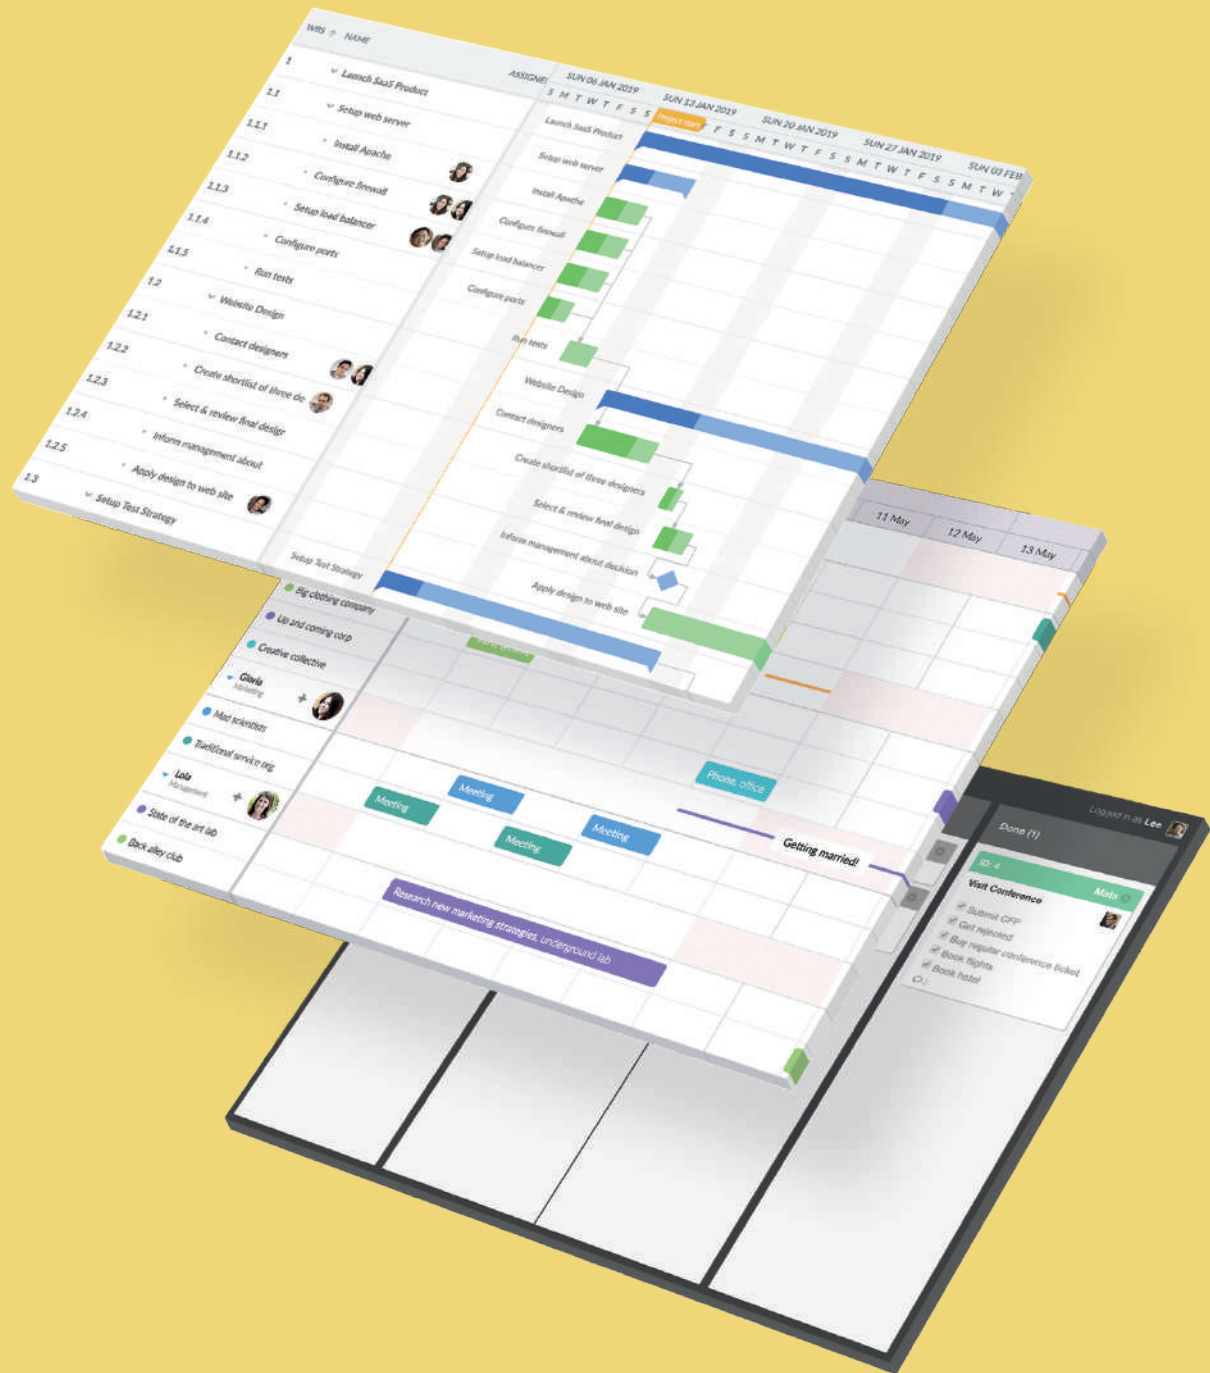 WBS NAME ASSIGNE
1 Launch SaaS Product
1.1 Setup web server
1.1.1 Install Apache
1.1.2 Configure firewall
1.1.3 Setup load balancer
1.1.4 Configure ports
1.1.5 Run tests
1.2 Website Design
1.2.1 Contact designers
1.2.2 Create shortlist of three de
1.2.3 Select & review final design
1.2.4 Inform management about
1.2.5 Apply design to web site
1.3 Setup Test Strategy
SUN 06 JAN 2019 SUN 13 JAN 2019 SUN 20 JAN 2019 SUN 27 JAN 2019 SUN 03 FEB
S M T W T F S S Project start F S S M T W T F S S M T W T F S S M T W
Launch SaaS Product
Setup web server
Install Apache
Configure firewall
Setup load balancer
Configure ports
Run tests
Website Design
Contact designers
Create shortlist of three designers
Select & review final design
Inform management about decision
Apply design to web site
Setup Test Strategy
11 May 12 May 13 May
Big clothing company
Up and coming corp
Creative collective
Gloria
Marketing
Mad scientists
Traditional service org
Lola
Management
State of the art lab
Back alley club
Phone, office
Meeting
Meeting
Meeting
Meeting
Getting married!
Research new marketing strategies, underground lab
Logged in as Lee
Done (1)
ID: 4 Mats
Visit Conference
Submit CFP
Get rejected
Buy regular conference ticket
Book flights
Book hotel